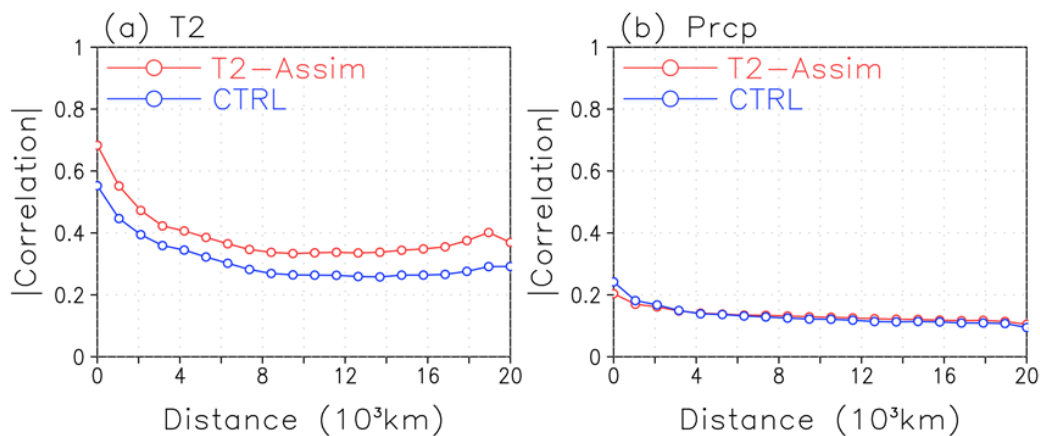 (a) T2
T2-Assim
CTRL
|Correlation|
1
0.8
0.6
0.4
0.2
0
0 4 8 12 16 20
Distance (10³km)
(b) Prcp
T2-Assim
CTRL
|Correlation|
1
0.8
0.6
0.4
0.2
0
0 4 8 12 16 20
Distance (10³km)